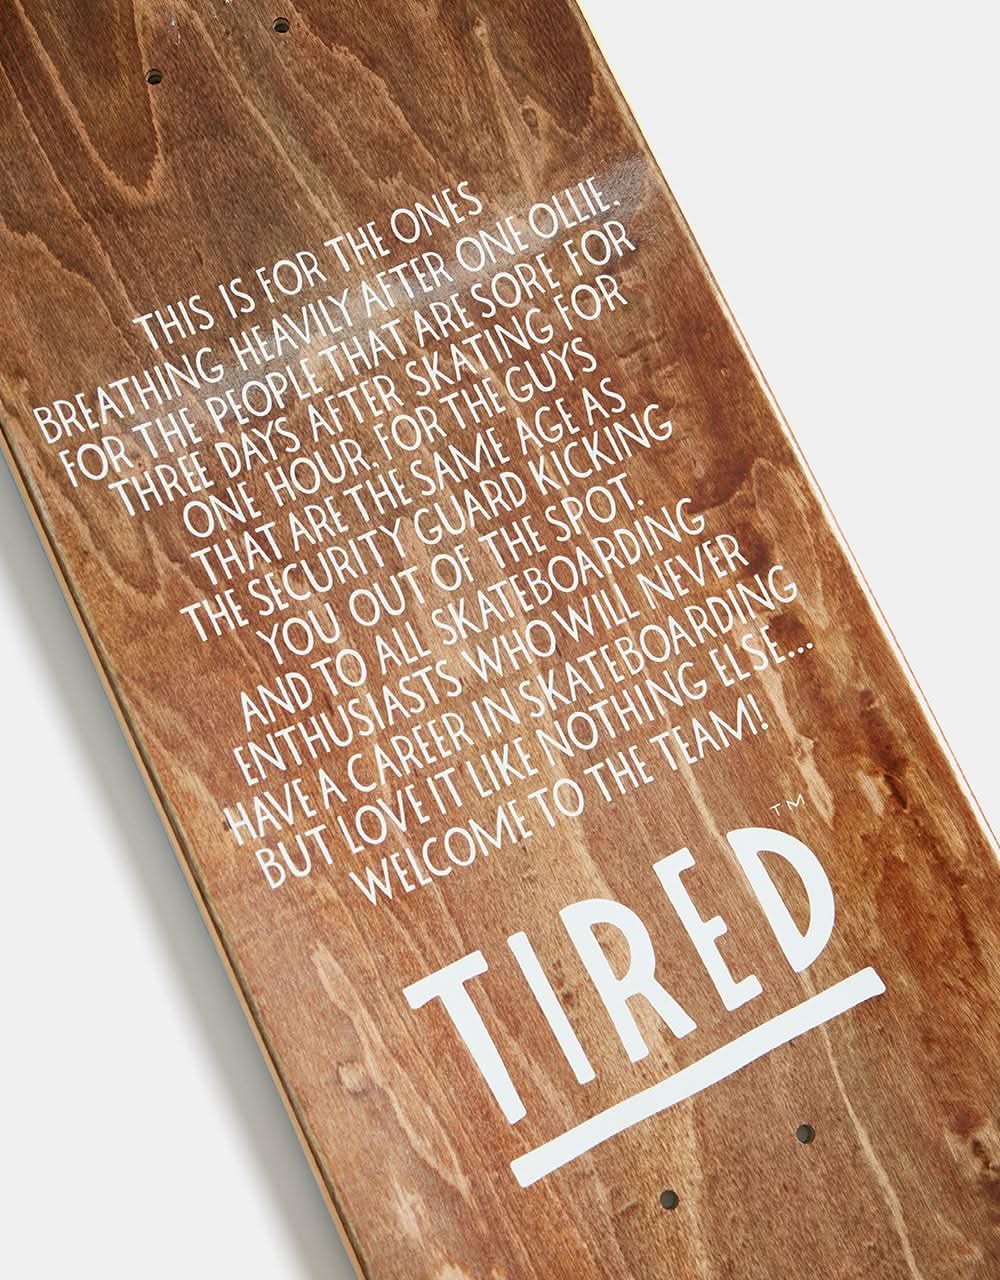 THIS IS FOR THE ONES
BREATHING HEAVILY AFTER ONE OLLIE.
FOR THE PEOPLE THAT ARE SORE FOR
THREE DAYS AFTER SKATING FOR
ONE HOUR. FOR THE GUYS
THAT ARE THE SAME AGE AS
THE SECURITY GUARD KICKING
YOU OUT OF THE SPOT.
AND TO ALL SKATEBOARDING
ENTHUSIASTS WHO WILL NEVER
HAVE A CAREER IN SKATEBOARDING
BUT LOVE IT LIKE NOTHING ELSE...
WELCOME TO THE TEAM!
TIRED™